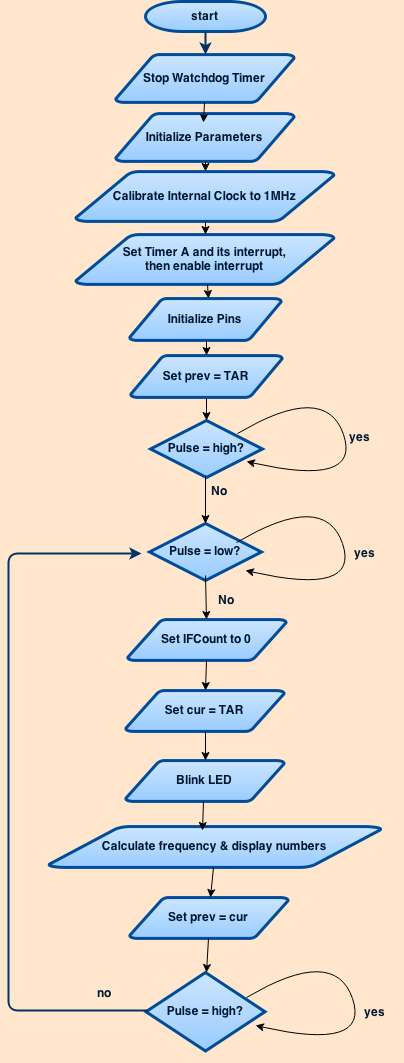 start
Stop Watchdog Timer
Initialize Parameters
Calibrate Internal Clock to 1MHz
Set Timer A and its interrupt,
then enable interrupt
Initialize Pins
Set prev = TAR
Pulse = high?
yes
No
Pulse = low?
yes
No
Set IFCount to 0
Set cur = TAR
Blink LED
Calculate frequency & display numbers
Set prev = cur
no
Pulse = high?
yes